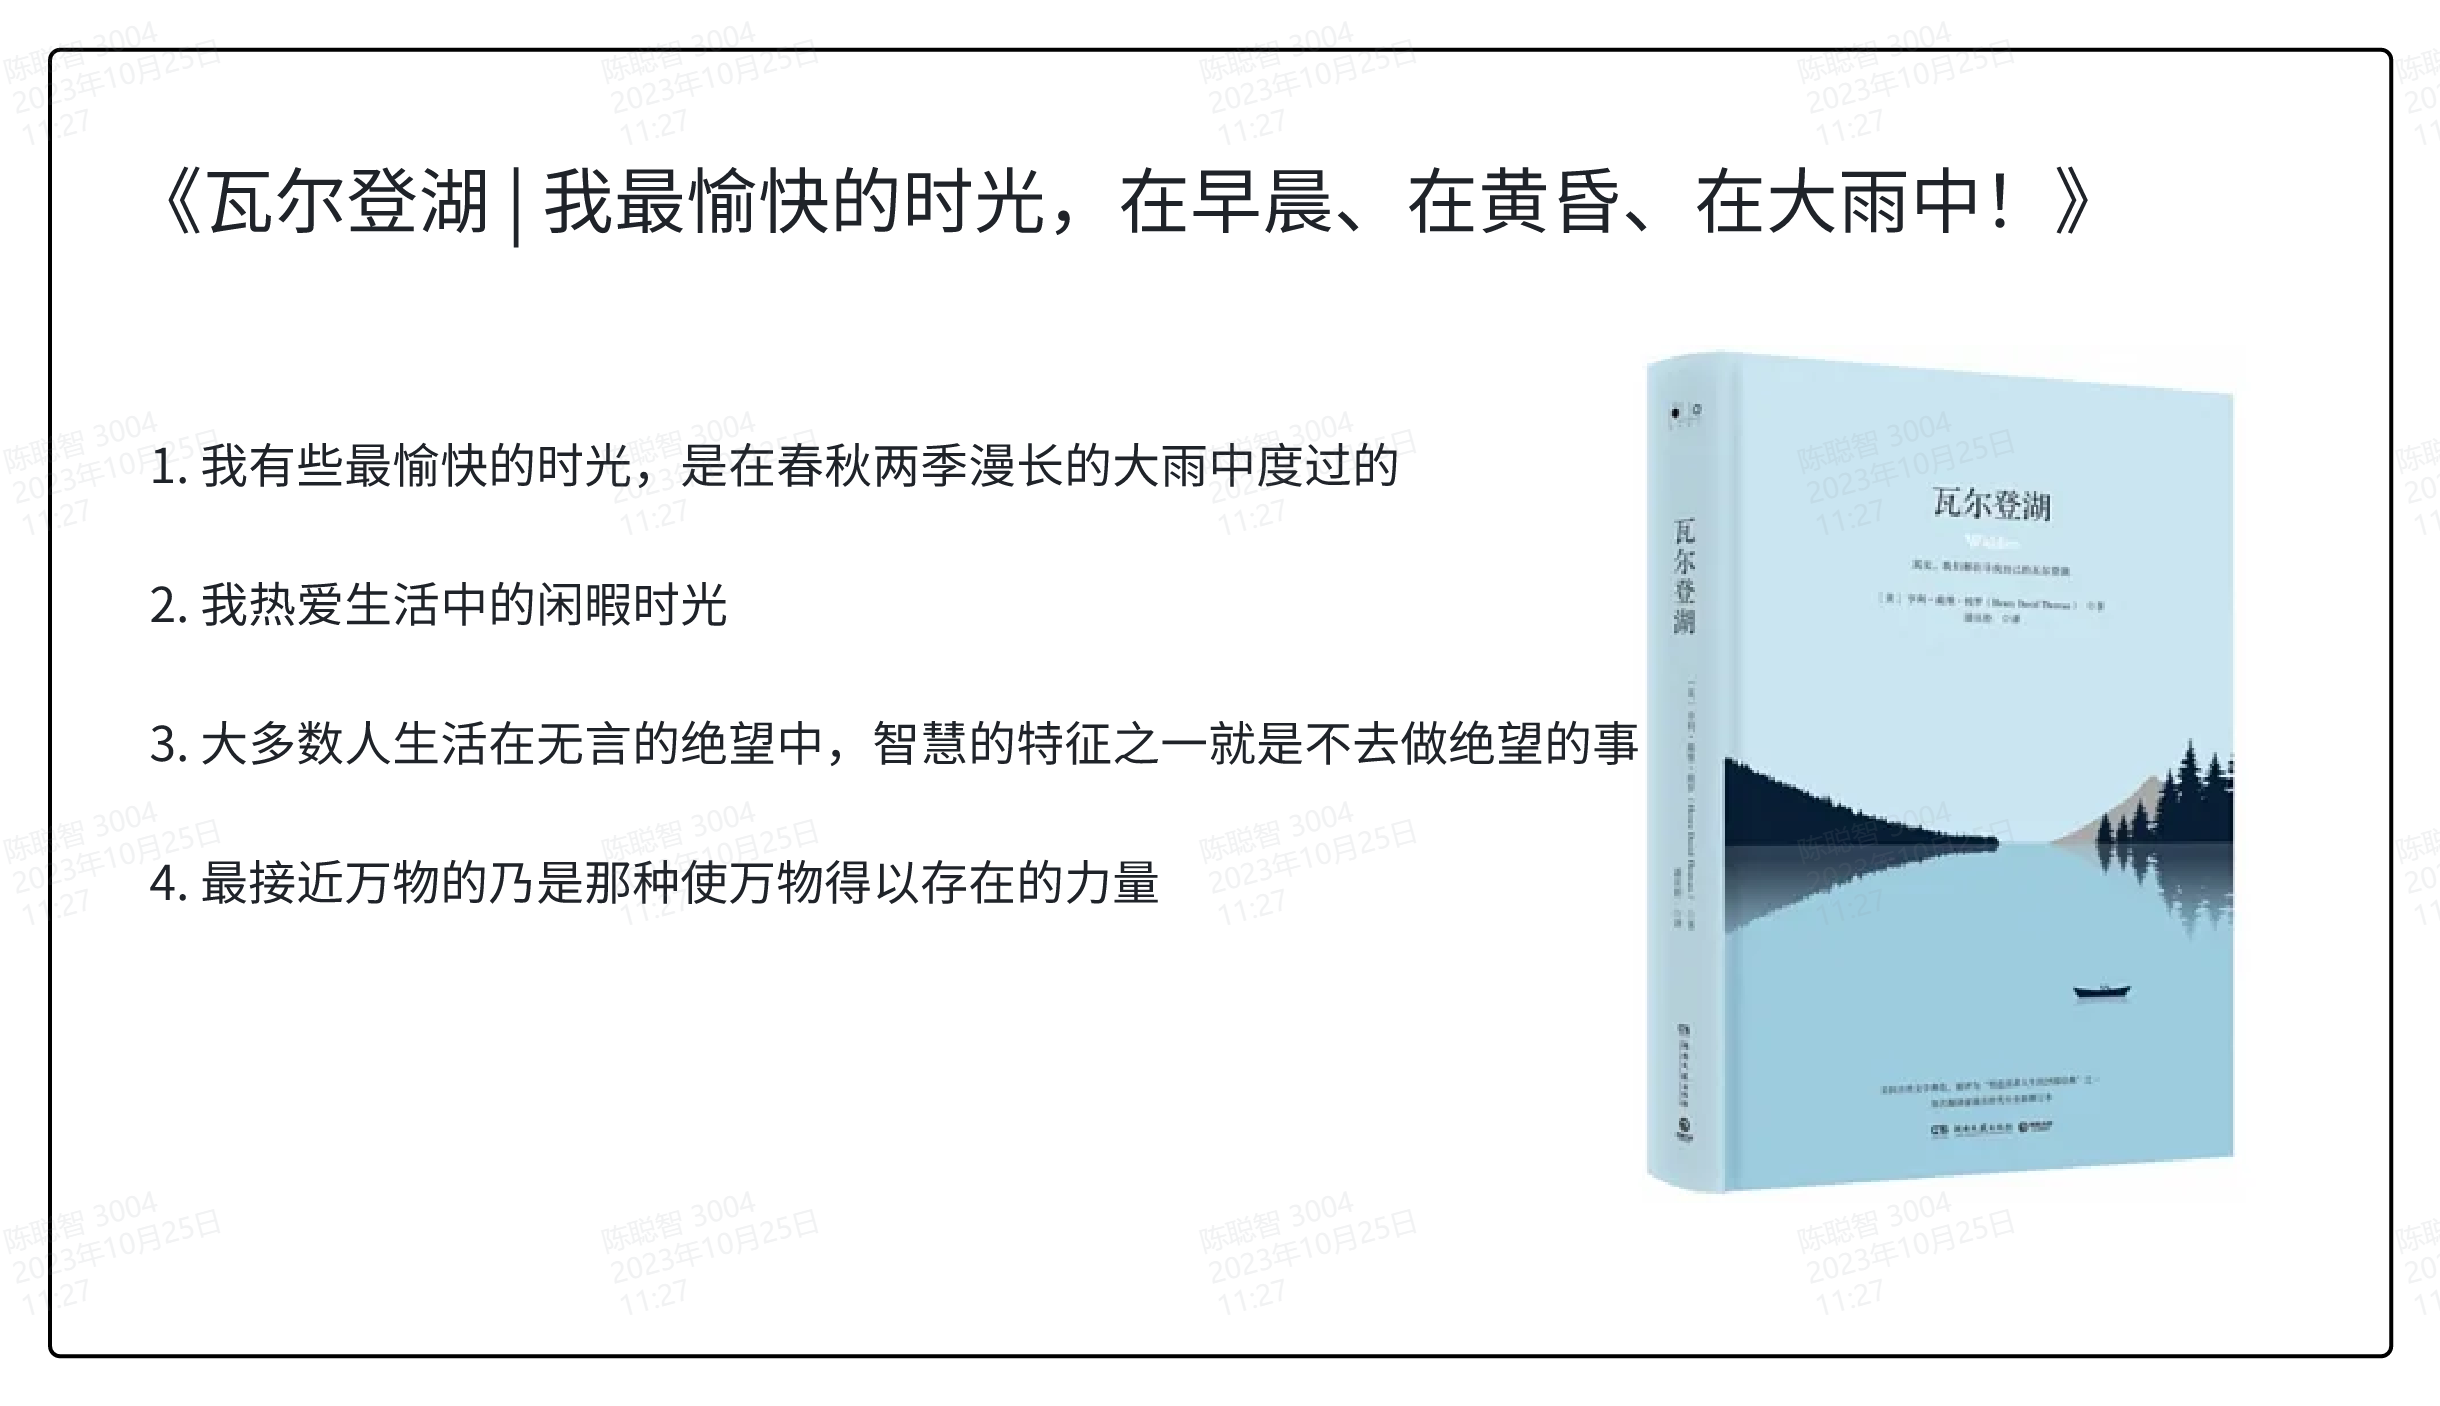 《瓦尔登湖 | 我最愉快的时光，在早晨、在黄昏、在大雨中！》
1. 我有些最愉快的时光，是在春秋两季漫长的大雨中度过的
2. 我热爱生活中的闲暇时光
3. 大多数人生活在无言的绝望中，智慧的特征之一就是不去做绝望的事
4. 最接近万物的乃是那种使万物得以存在的力量
瓦尔登湖
瓦尔登湖
Walden
陈聪智 3004
2023年10月25日
11:27